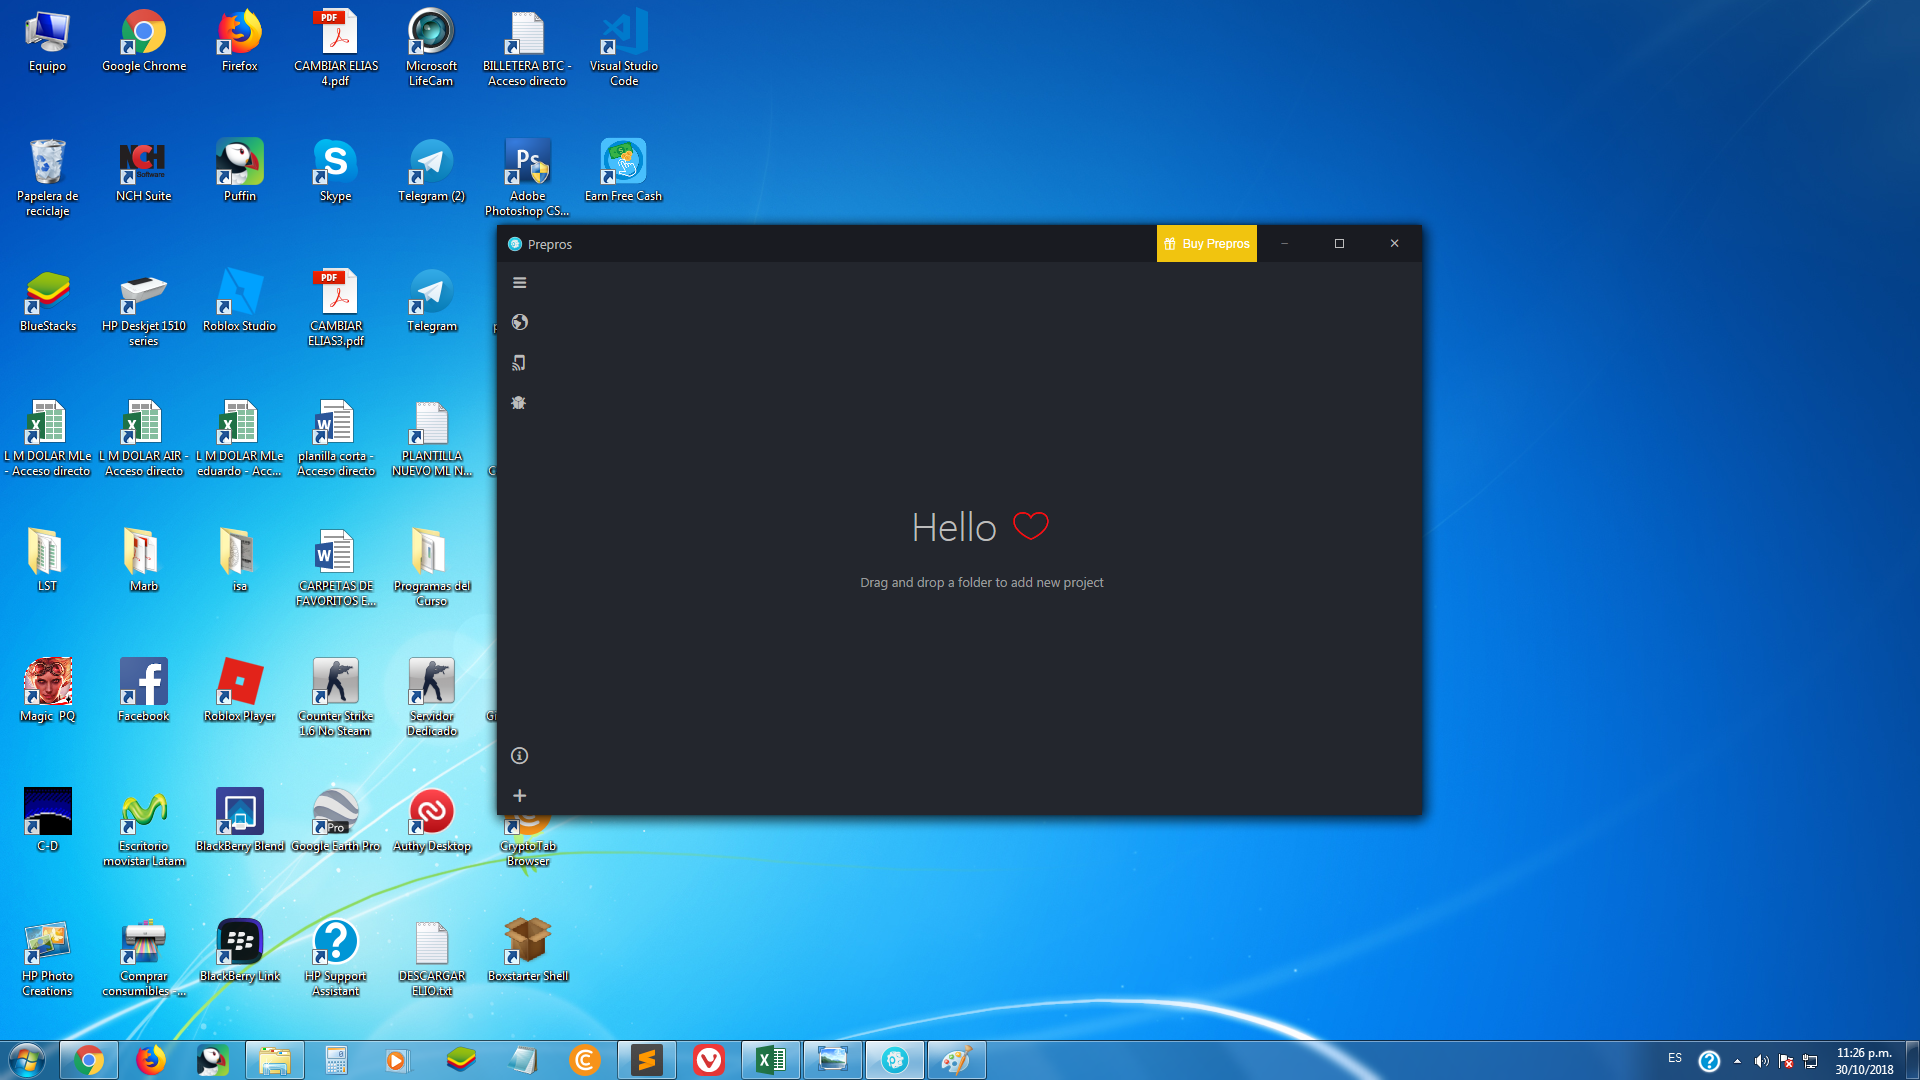 Equipo
Google Chrome
Firefox
PDF
CAMBIAR ELIAS
4.pdf
Microsoft
LifeCam
BILLETERA BTC -
Acceso directo
Visual Studio
Code
Papelera de
reciclaje
NCH
Software
NCH Suite
Puffin
S
Skype
Telegram (2)
Ps
Adobe
Photoshop CS...
Earn Free Cash
BlueStacks
HP Deskjet 1510
series
Roblox Studio
PDF
CAMBIAR
ELIAS3.pdf
Telegram
Prepros
Buy Prepros
Hello
Drag and drop a folder to add new project
L M DOLAR MLe
- Acceso directo
L M DOLAR AIR -
Acceso directo
L M DOLAR MLe
eduardo - Acc...
planilla corta -
Acceso directo
PLANTILLA
NUEVO ML N...
LST
Marb
isa
CARPETAS DE
FAVORITOS E...
Programas del
Curso
Magic PQ
Facebook
Roblox Player
Counter Strike
1.6 No Steam
Servidor
Dedicado
C-D
Escritorio
movistar Latam
BlackBerry Blend
Pro
Google Earth Pro
Authy Desktop
CryptoTab
Browser
HP Photo
Creations
Comprar
consumibles -...
BlackBerry Link
HP Support
Assistant
DESCARGAR
ELIO.txt
Boxstarter Shell
ES
11:26 p.m.
30/10/2018